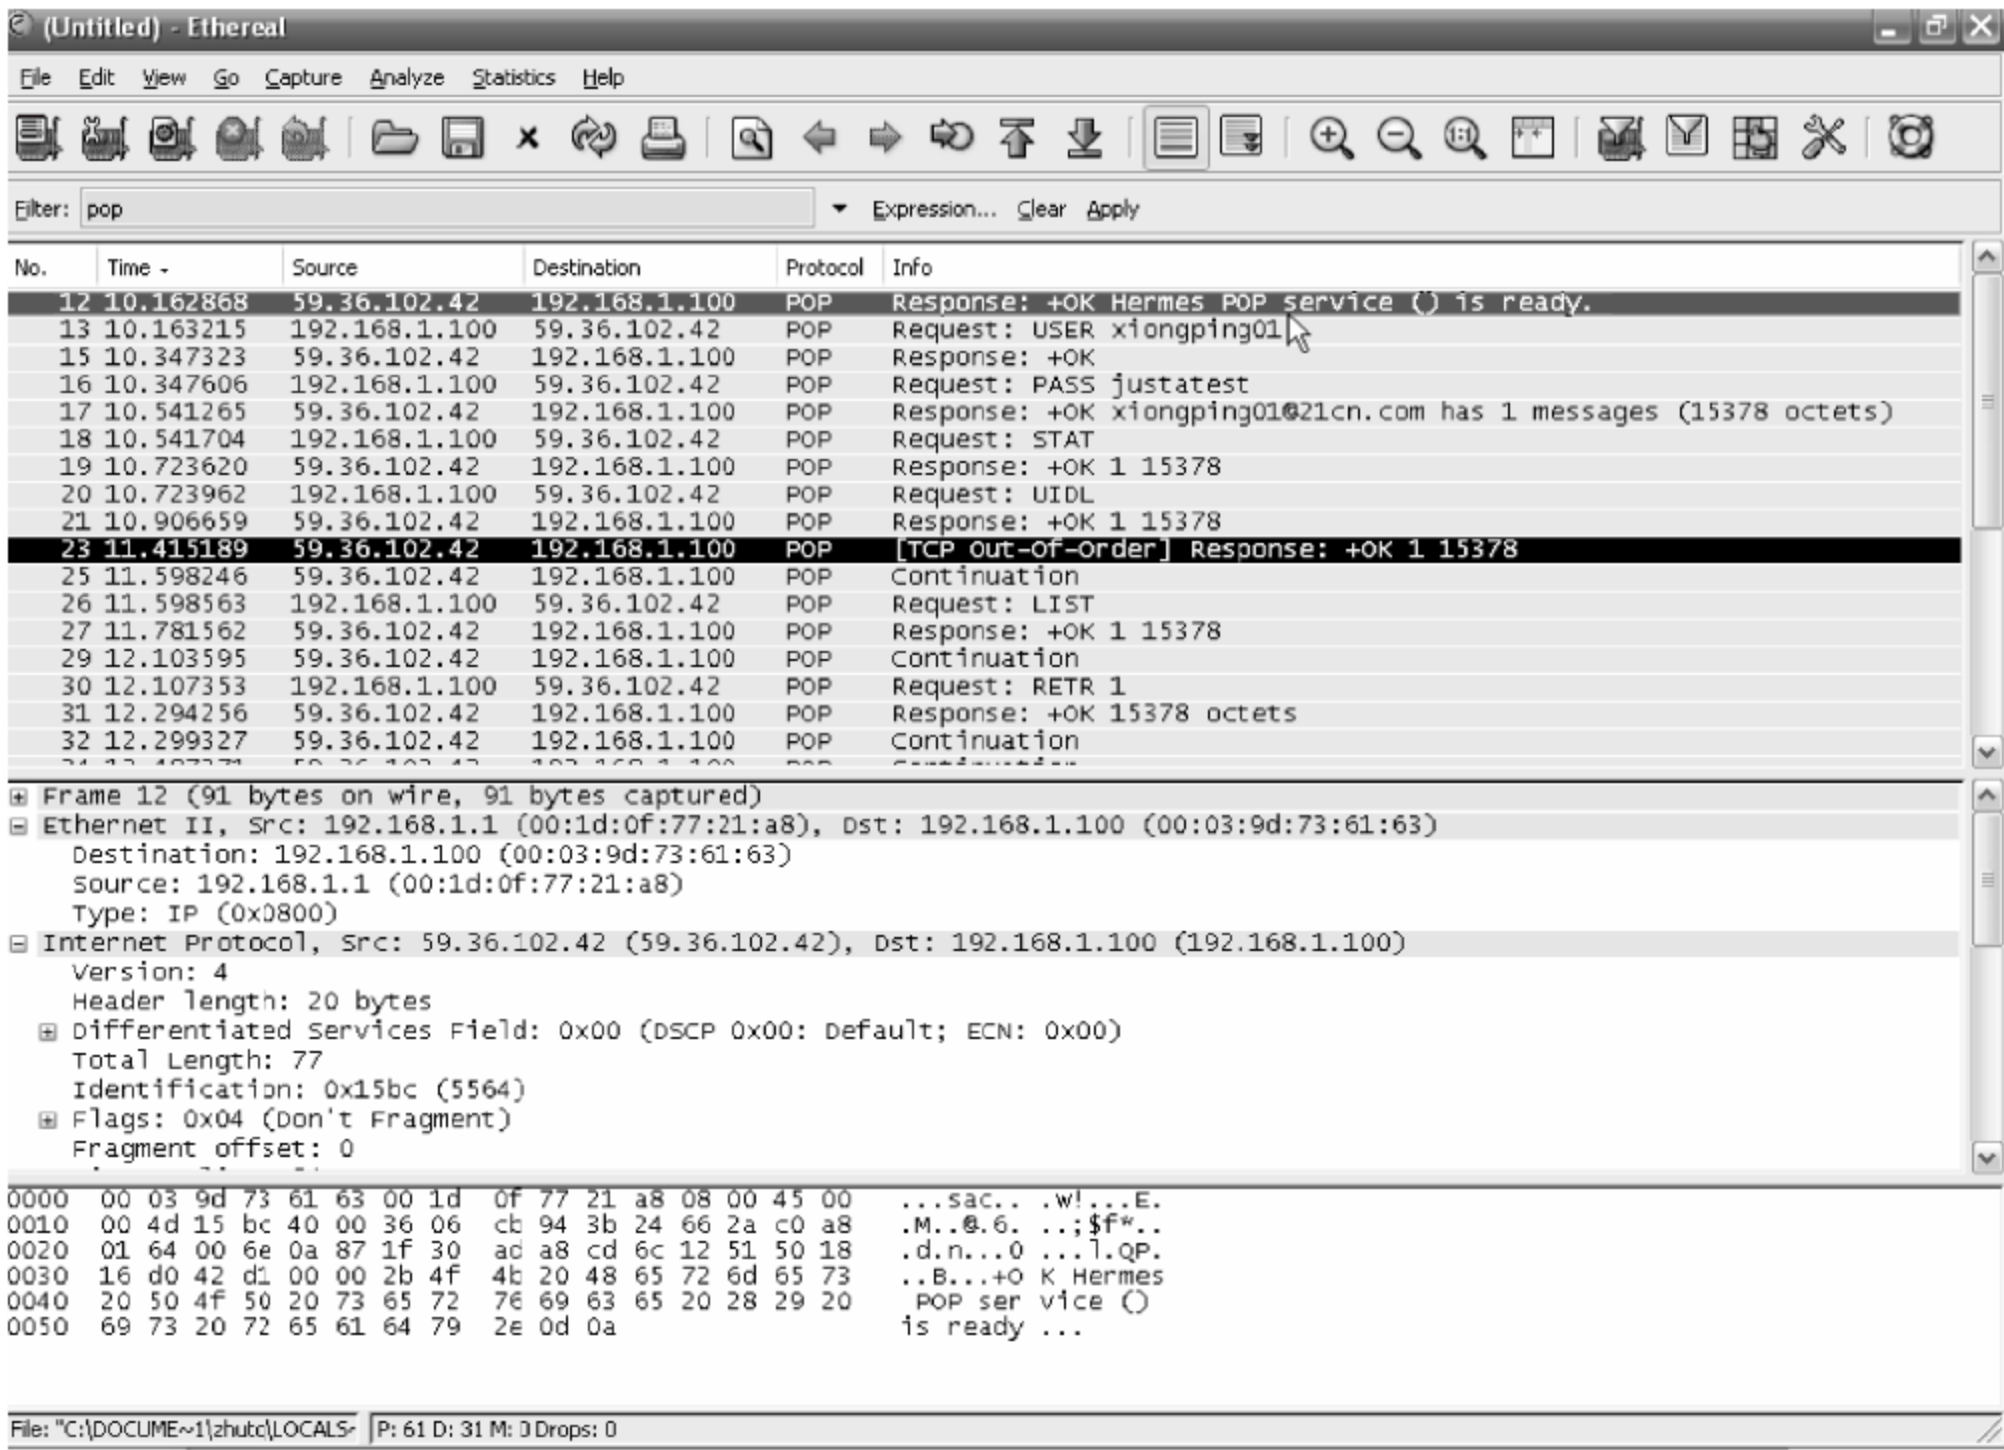 (Untitled) - Ethereal
File Edit View Go Capture Analyze Statistics Help
Filter: pop Expression... Clear Apply
No. Time Source Destination Protocol Info
12 10.162868 59.36.102.42 192.168.1.100 POP Response: +OK Hermes POP service () is ready.
13 10.163215 192.168.1.100 59.36.102.42 POP Request: USER xiongping01
15 10.347323 59.36.102.42 192.168.1.100 POP Response: +OK
16 10.347606 192.168.1.100 59.36.102.42 POP Request: PASS justatest
17 10.541265 59.36.102.42 192.168.1.100 POP Response: +OK xiongping01@21cn.com has 1 messages (15378 octets)
18 10.541704 192.168.1.100 59.36.102.42 POP Request: STAT
19 10.723620 59.36.102.42 192.168.1.100 POP Response: +OK 1 15378
20 10.723962 192.168.1.100 59.36.102.42 POP Request: UIDL
21 10.906659 59.36.102.42 192.168.1.100 POP Response: +OK 1 15378
23 11.415189 59.36.102.42 192.168.1.100 POP [TCP Out-Of-Order] Response: +OK 1 15378
25 11.598246 59.36.102.42 192.168.1.100 POP Continuation
26 11.598563 192.168.1.100 59.36.102.42 POP Request: LIST
27 11.781562 59.36.102.42 192.168.1.100 POP Response: +OK 1 15378
29 12.103595 59.36.102.42 192.168.1.100 POP Continuation
30 12.107353 192.168.1.100 59.36.102.42 POP Request: RETR 1
31 12.294256 59.36.102.42 192.168.1.100 POP Response: +OK 15378 octets
32 12.299327 59.36.102.42 192.168.1.100 POP Continuation
Frame 12 (91 bytes on wire, 91 bytes captured)
Ethernet II, Src: 192.168.1.1 (00:1d:0f:77:21:a8), Dst: 192.168.1.100 (00:03:9d:73:61:63)
Destination: 192.168.1.100 (00:03:9d:73:61:63)
Source: 192.168.1.1 (00:1d:0f:77:21:a8)
Type: IP (0x0800)
Internet Protocol, Src: 59.36.102.42 (59.36.102.42), Dst: 192.168.1.100 (192.168.1.100)
Version: 4
Header length: 20 bytes
Differentiated Services Field: 0x00 (DSCP 0x00: Default; ECN: 0x00)
Total Length: 77
Identification: 0x15bc (5564)
Flags: 0x04 (Don't Fragment)
Fragment offset: 0
0000 00 03 9d 73 61 63 00 1d 0f 77 21 a8 08 00 45 00 ...sac.. .w!...E.
0010 00 4d 15 bc 40 00 36 06 cb 94 3b 24 66 2a c0 a8 .M..@.6. ..;$f*..
0020 01 64 00 6e 0a 87 1f 30 ad a8 cd 6c 12 51 50 18 .d.n...0 ...l.QP.
0030 16 d0 42 d1 00 00 2b 4f 4b 20 48 65 72 6d 65 73 ..B...+O K Hermes
0040 20 50 4f 50 20 73 65 72 76 69 63 65 20 28 29 20 POP ser vice ()
0050 69 73 20 72 65 61 64 79 2e 0d 0a is ready ...
File: "C:\DOCUME~1\zhutc\LOCALS~ P: 61 D: 31 M: 0 Drops: 0